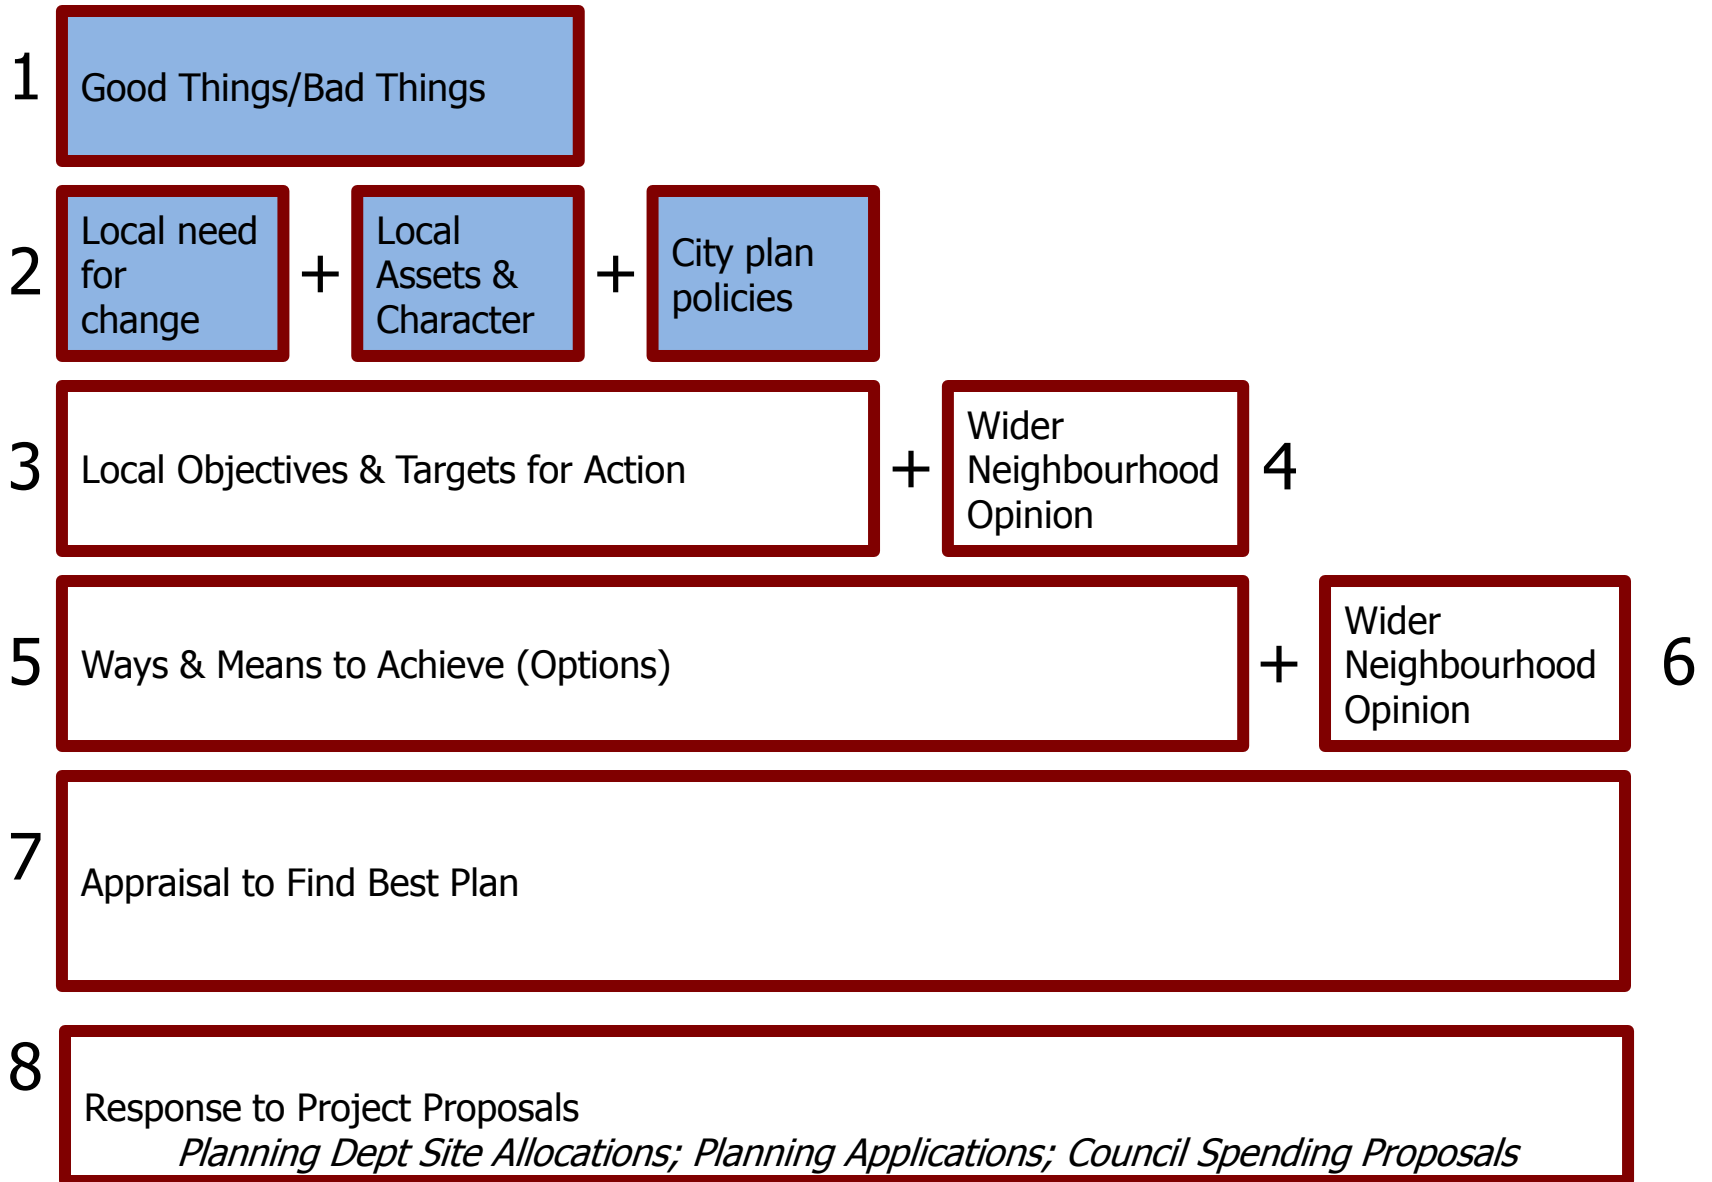 1
Good Things/Bad Things
2
Local need
for
change
+
Local
Assets &
Character
+
City plan
policies
3
Local Objectives & Targets for Action
+
Wider
Neighbourhood
Opinion
4
5
Ways & Means to Achieve (Options)
+
Wider
Neighbourhood
Opinion
6
7
Appraisal to Find Best Plan
8
Response to Project Proposals
Planning Dept Site Allocations; Planning Applications; Council Spending Proposals